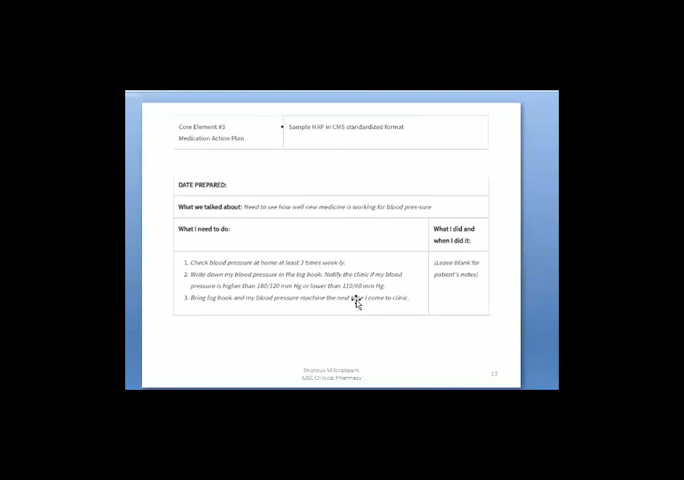 Core Element #3
Medication Action Plan
• Sample MAP in CMS standardized format
DATE PREPARED:
What we talked about: Need to see how well new medicine is working for blood pres-sure
What I need to do:
What I did and
when I did it:
1. Check blood pressure at home at least 3 times week-ly.
2. Write down my blood pressure in the log book. Notify the clinic if my blood
pressure is higher than 180/120 mm Hg or lower than 110/60 mm Hg.
3. Bring log book and my blood pressure machine the next time I come to clinic.
(Leave blank for
patient's notes)
MSC Clinical Pharmacy
13